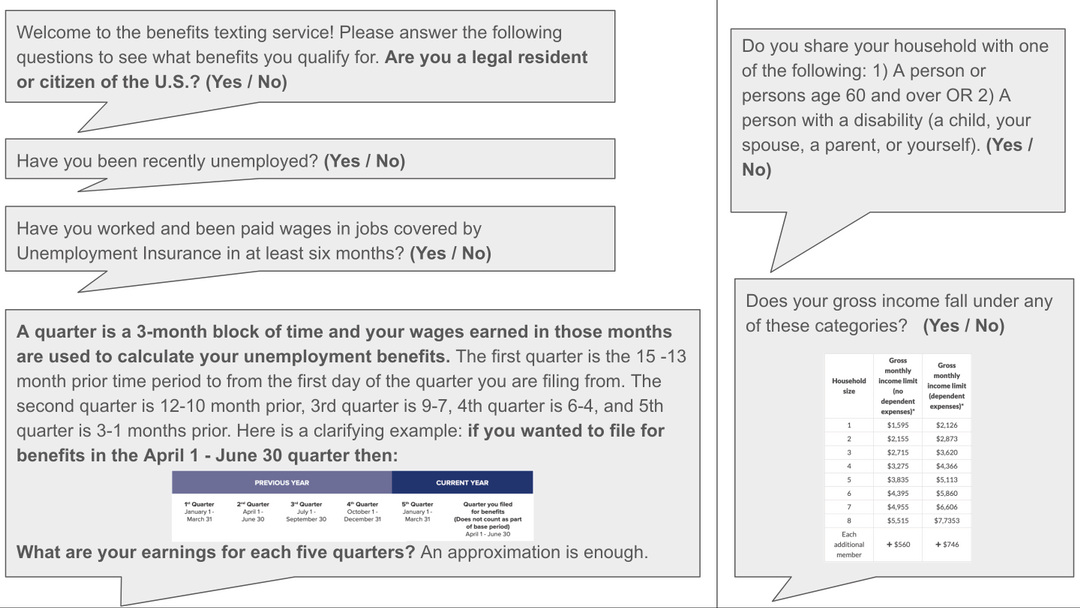 Welcome to the benefits texting service! Please answer the following
questions to see what benefits you qualify for. Are you a legal resident
or citizen of the U.S.? (Yes / No)
Have you been recently unemployed? (Yes / No)
Have you worked and been paid wages in jobs covered by
Unemployment Insurance in at least six months? (Yes / No)
A quarter is a 3-month block of time and your wages earned in those months
are used to calculate your unemployment benefits. The first quarter is the 15 -13
month prior time period to from the first day of the quarter you are filing from. The
second quarter is 12-10 month prior, 3rd quarter is 9-7, 4th quarter is 6-4, and 5th
quarter is 3-1 months prior. Here is a clarifying example: if you wanted to file for
benefits in the April 1 - June 30 quarter then:
PREVIOUS YEAR CURRENT YEAR
1st Quarter 2nd Quarter 3rd Quarter 4th Quarter 5th Quarter Quarter you filed
January 1 - April 1 - July 1 - October 1 - January 1 - for benefits
March 31 June 30 September 30 December 31 March 31 (Does not count as part
of base period)
April 1 - June 30
What are your earnings for each five quarters? An approximation is enough.
Do you share your household with one
of the following: 1) A person or
persons age 60 and over OR 2) A
person with a disability (a child, your
spouse, a parent, or yourself). (Yes /
No)
Does your gross income fall under any
of these categories? (Yes / No)
Household size Gross monthly income limit (no dependent expenses)* Gross monthly income limit (dependent expenses)*
1 $1,595 $2,126
2 $2,155 $2,873
3 $2,715 $3,620
4 $3,275 $4,366
5 $3,835 $5,113
6 $4,395 $5,860
7 $4,955 $6,606
8 $5,515 $7,7353
Each additional member + $560 + $746